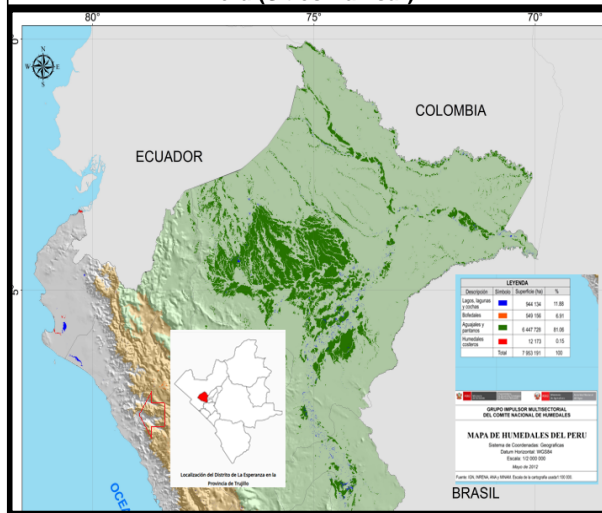 80°
75°
70°
0°
N
W
E
S
COLOMBIA
ECUADOR
5°
LEYENDA
Descripción Símbolo Superficie (ha) %
Lagos, lagunas y cochas 944 134 11.88
Bofedales 549 156 6.91
Aguajales y pantanos 6 447 728 81.06
Humedales costeros 12 173 0.15
Total 7 953 191 100
GRUPO IMPULSOR MULTISECTORIAL
DEL COMITE NACIONAL DE HUMEDALES
MAPA DE HUMEDALES DEL PERU
Sistema de Coordenadas: Geograficas
Datum Horizontal: WGS84
Escala: 1/2 000 000
Mayo de 2012
Localización del Distrito de La Esperanza en la
Provincia de Trujillo
BRASIL